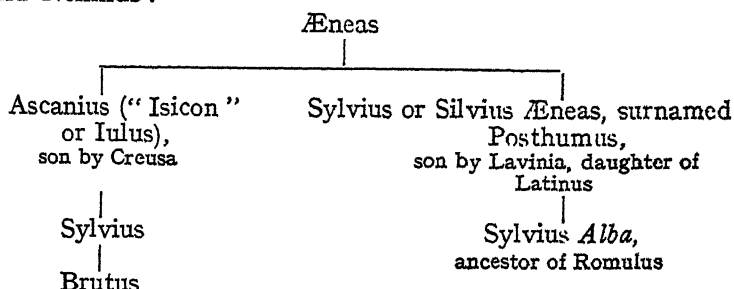 Æneas
Ascanius (“ Isicon ”
or Iulus),
son by Creusa
Sylvius
Brutus
Sylvius or Silvius Æneas, surnamed
Posthumus,
son by Lavinia, daughter of
Latinus
Sylvius Alba,
ancestor of Romulus